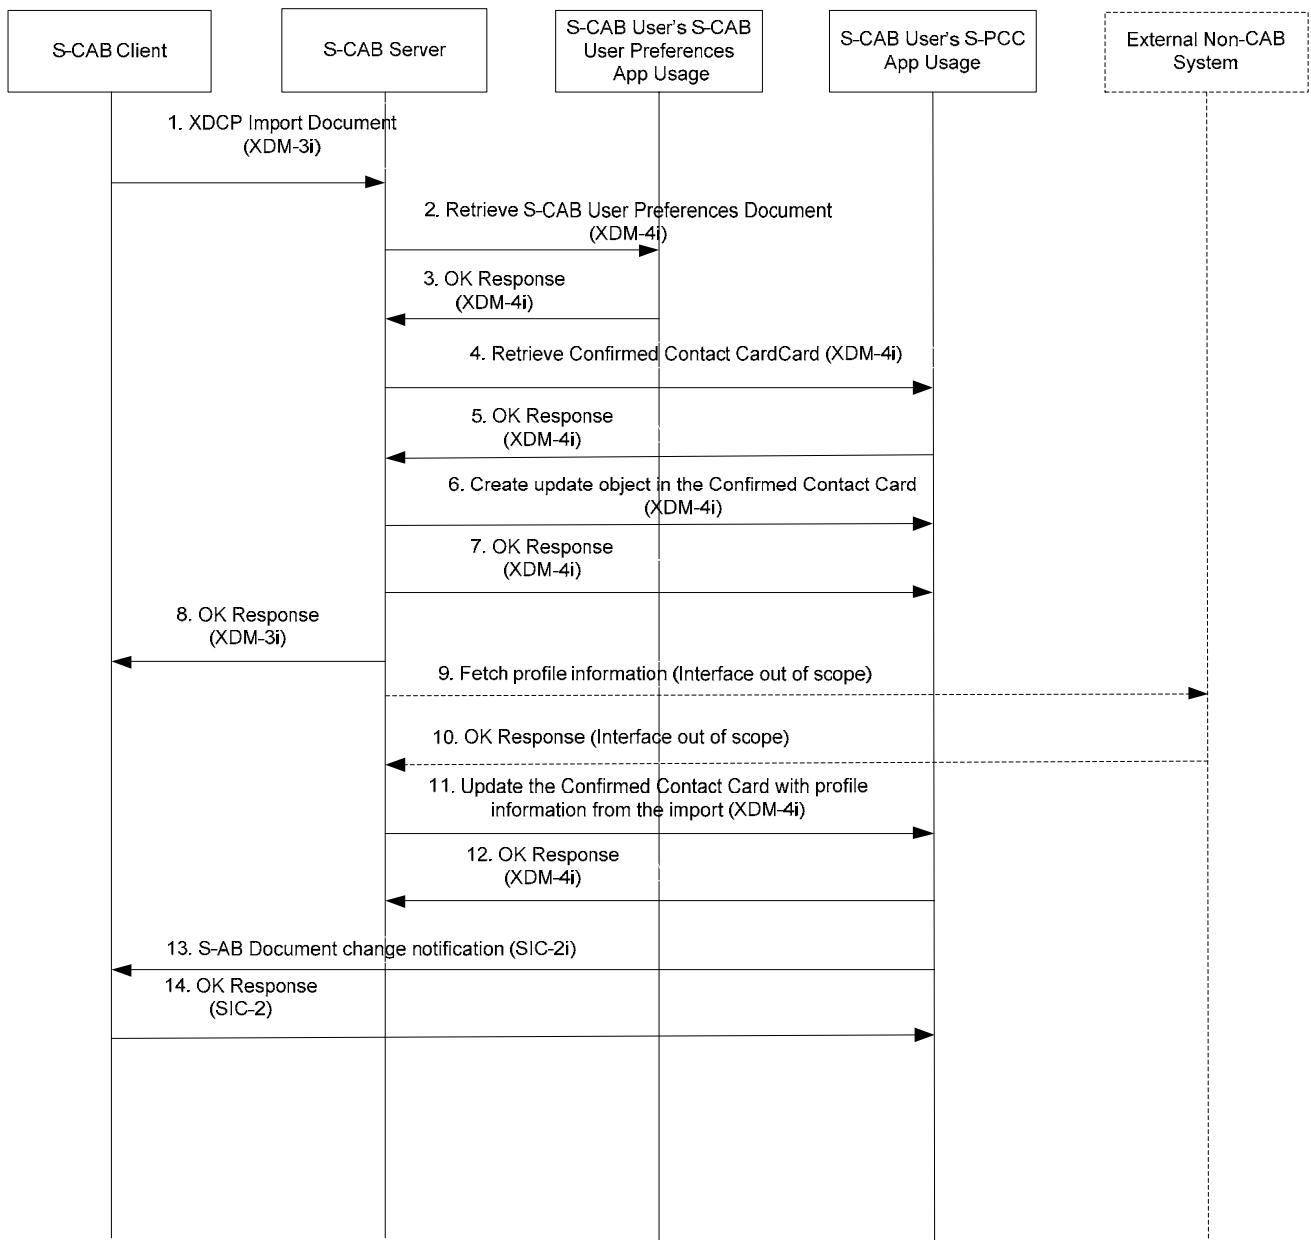 S-CAB Client
S-CAB Server
S-CAB User's S-CAB
User Preferences
App Usage
S-CAB User's S-PCC
App Usage
External Non-CAB
System
1. XDCP Import Document
(XDM-3i)
2. Retrieve S-CAB User Preferences Document
(XDM-4i)
3. OK Response
(XDM-4i)
4. Retrieve Confirmed Contact CardCard (XDM-4i)
5. OK Response
(XDM-4i)
6. Create update object in the Confirmed Contact Card
(XDM-4i)
7. OK Response
(XDM-4i)
8. OK Response
(XDM-3i)
9. Fetch profile information (Interface out of scope)
10. OK Response (Interface out of scope)
11. Update the Confirmed Contact Card with profile
information from the import (XDM-4i)
12. OK Response
(XDM-4i)
13. S-AB Document change notification (SIC-2i)
14. OK Response
(SIC-2)